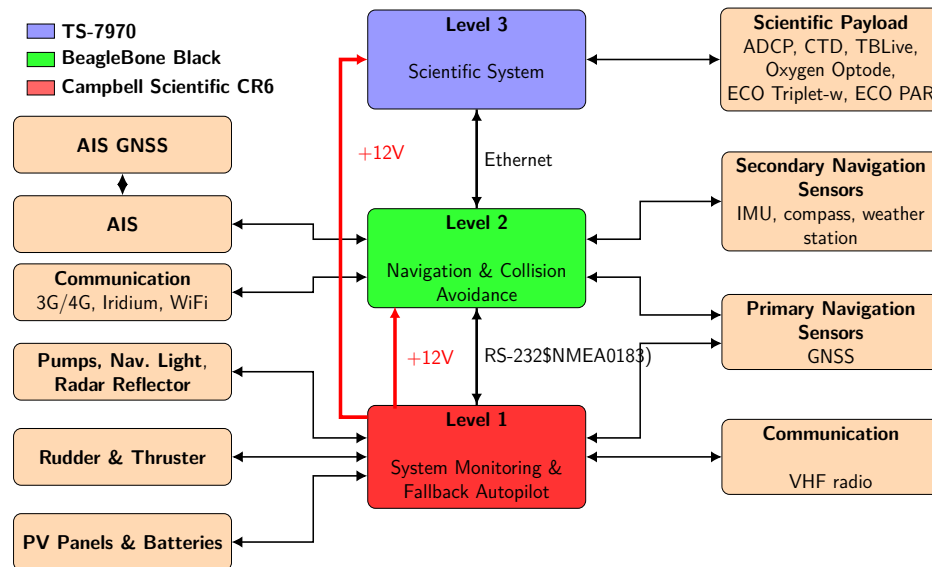 TS-7970
BeagleBone Black
Campbell Scientific CR6
Level 3
Scientific System
Scientific Payload
ADCP, CTD, TBLive,
Oxygen Optode,
ECO Triplet-w, ECO PAR
AIS GNSS
+12V
Ethernet
Secondary Navigation
Sensors
IMU, compass, weather
station
AIS
Level 2
Navigation & Collision
Avoidance
Communication
3G/4G, Iridium, WiFi
Primary Navigation
Sensors
GNSS
Pumps, Nav. Light,
Radar Reflector
+12V
RS-232$NMEA0183)
Level 1
System Monitoring &
Fallback Autopilot
Rudder & Thruster
Communication
VHF radio
PV Panels & Batteries